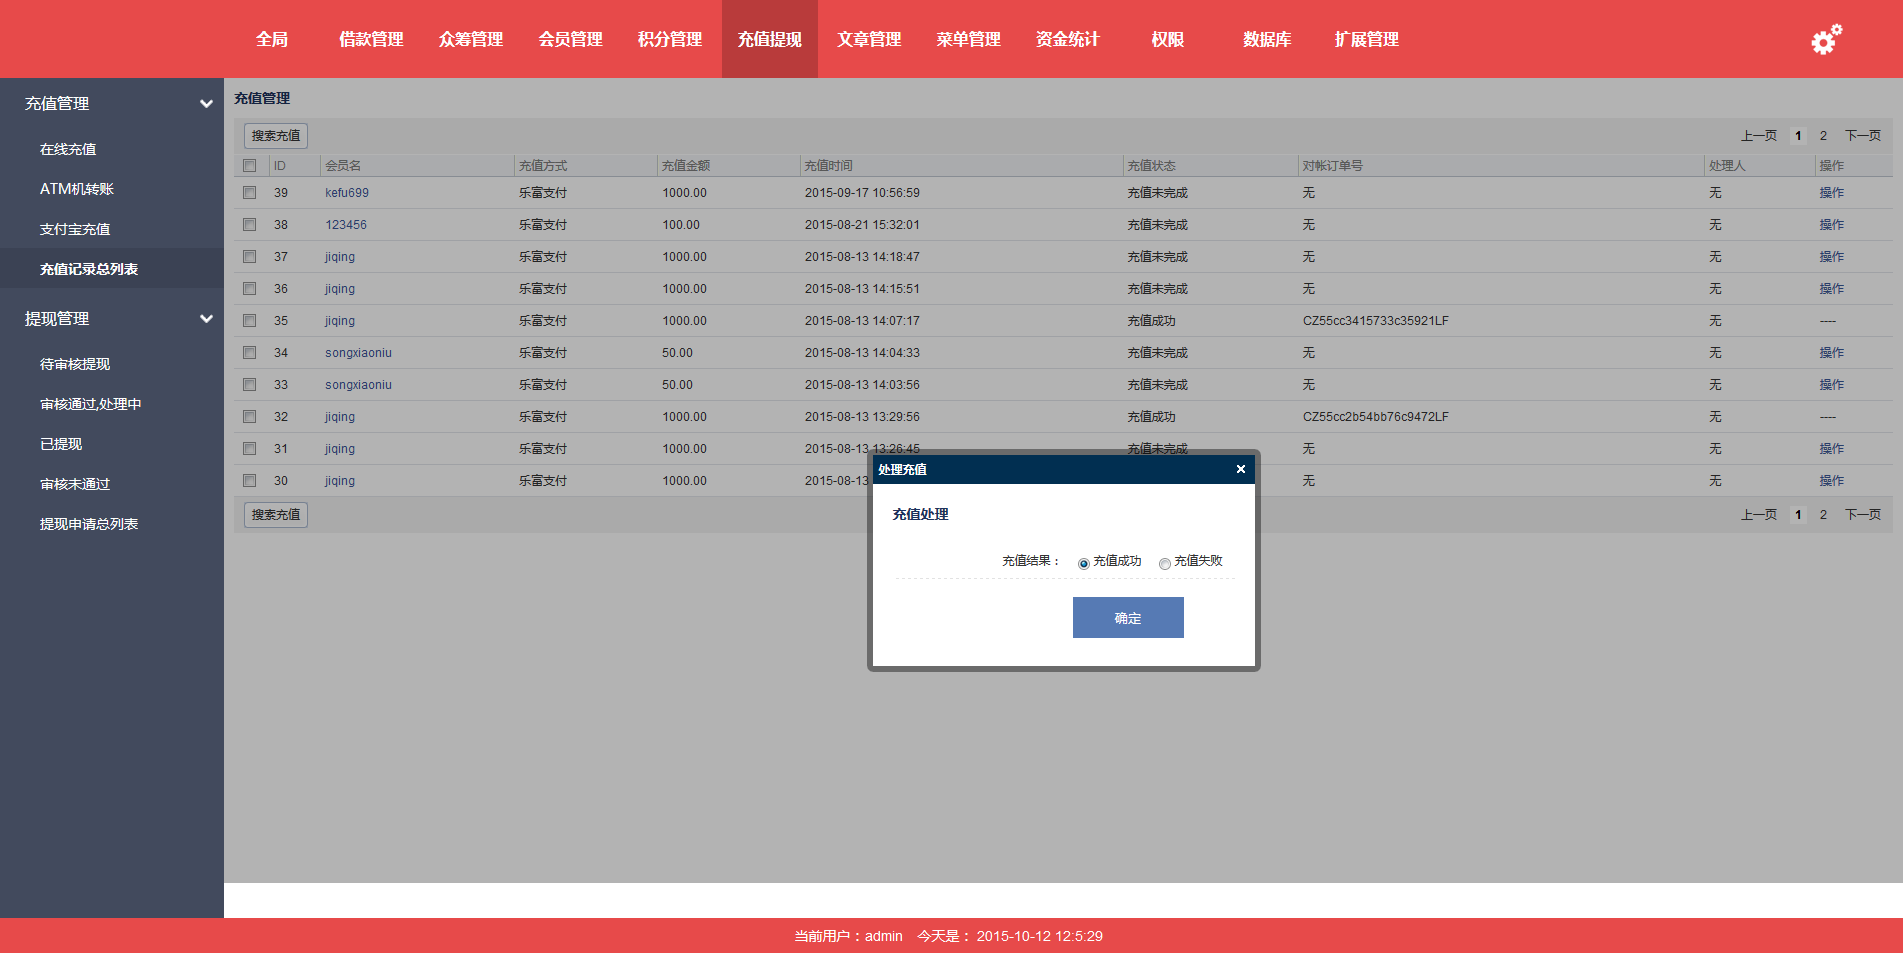 全局 借款管理 众筹管理 会员管理 积分管理 充值提现 文章管理 菜单管理 资金统计 权限 数据库 扩展管理
充值管理
在线充值
ATM机转账
支付宝充值
充值记录总列表
提现管理
待审核提现
审核通过,处理中
已提现
审核未通过
提现申请总列表
充值管理
搜索充值 上一页 1 2 下一页
ID 会员名 充值方式 充值金额 充值时间 充值状态 对帐订单号 处理人 操作
39 kefu699 乐富支付 1000.00 2015-09-17 10:56:59 充值未完成 无 无 操作
38 123456 乐富支付 100.00 2015-08-21 15:32:01 充值未完成 无 无 操作
37 jiqing 乐富支付 1000.00 2015-08-13 14:18:47 充值未完成 无 无 操作
36 jiqing 乐富支付 1000.00 2015-08-13 14:15:51 充值未完成 无 无 操作
35 jiqing 乐富支付 1000.00 2015-08-13 14:07:17 充值成功 CZ55cc3415733c35921LF 无 ----
34 songxiaoniu 乐富支付 50.00 2015-08-13 14:04:33 充值未完成 无 无 操作
33 songxiaoniu 乐富支付 50.00 2015-08-13 14:03:56 充值未完成 无 无 操作
32 jiqing 乐富支付 1000.00 2015-08-13 13:29:56 充值成功 CZ55cc2b54bb76c9472LF 无 ----
31 jiqing 乐富支付 1000.00 2015-08-13 13:26:45 充值未完成 无 无 操作
30 jiqing 乐富支付 1000.00 2015-08-13 无 无 操作
搜索充值 上一页 1 2 下一页
处理充值
充值处理
充值结果： 充值成功 充值失败
确定
当前用户：admin 今天是： 2015-10-12 12:5:29